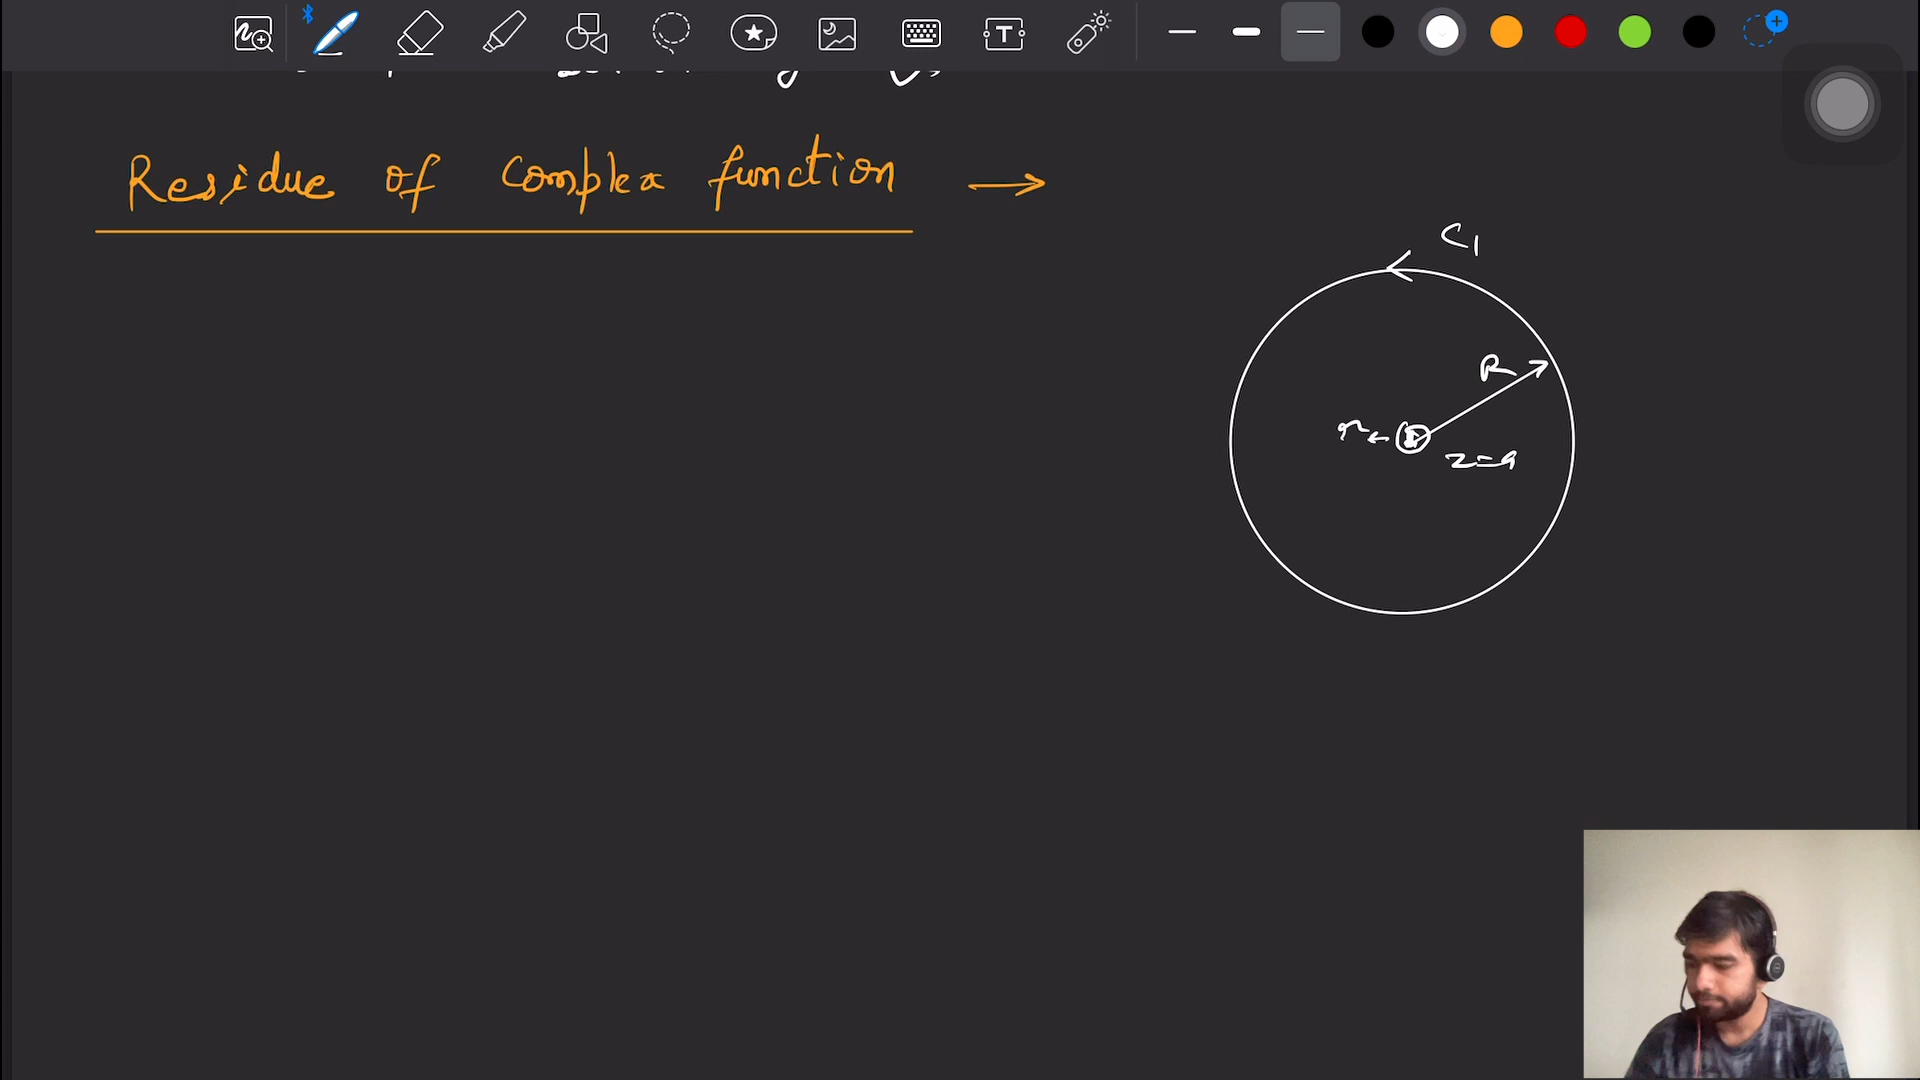 Residue of complex function →
C1
R
r ←
z=a